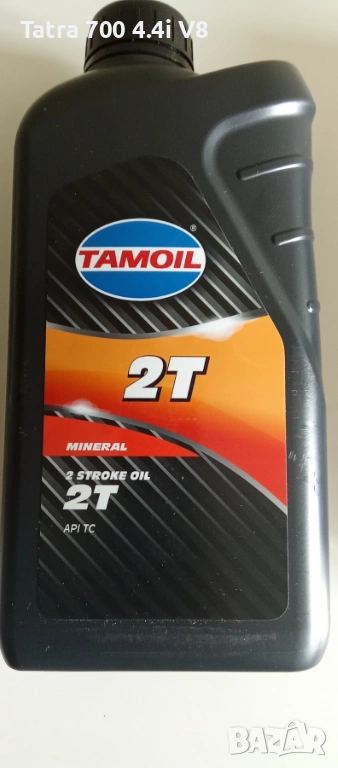 Tatra 700 4.4i V8
TAMOIL
®
2T
MINERAL
2 STROKE OIL
2T
API TC
BAZAR